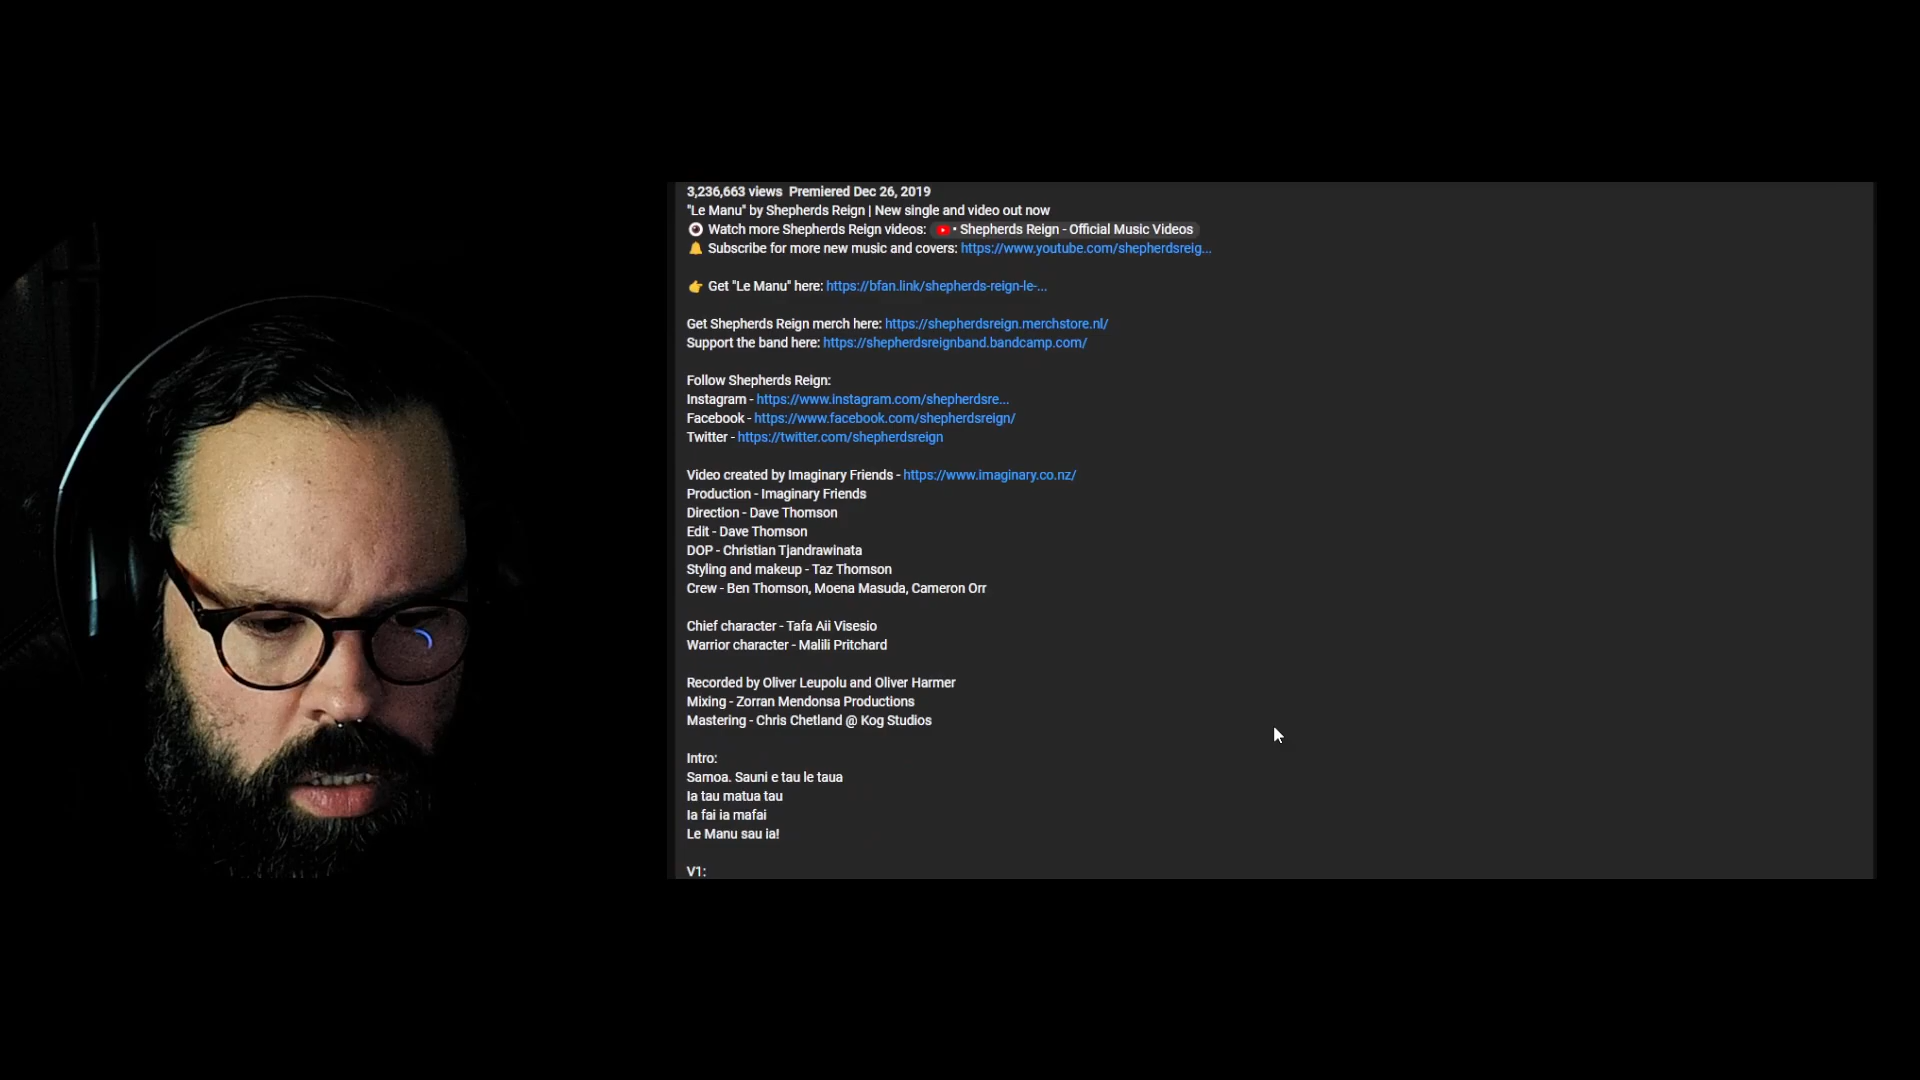 3,236,663 views  Premiered Dec 26, 2019
"Le Manu" by Shepherds Reign | New single and video out now
Watch more Shepherds Reign videos: • Shepherds Reign - Official Music Videos
🔔 Subscribe for more new music and covers: https://www.youtube.com/shepherdsreig...
👉 Get "Le Manu" here: https://bfan.link/shepherds-reign-le-...
Get Shepherds Reign merch here: https://shepherdsreign.merchstore.nl/
Support the band here: https://shepherdsreignband.bandcamp.com/
Follow Shepherds Reign:
Instagram - https://www.instagram.com/shepherdsre...
Facebook - https://www.facebook.com/shepherdsreign/
Twitter - https://twitter.com/shepherdsreign
Video created by Imaginary Friends - https://www.imaginary.co.nz/
Production - Imaginary Friends
Direction - Dave Thomson
Edit - Dave Thomson
DOP - Christian Tjandrawinata
Styling and makeup - Taz Thomson
Crew - Ben Thomson, Moena Masuda, Cameron Orr
Chief character - Tafa Aii Visesio
Warrior character - Malili Pritchard
Recorded by Oliver Leupolu and Oliver Harmer
Mixing - Zorran Mendonsa Productions
Mastering - Chris Chetland @ Kog Studios
Intro:
Samoa. Sauni e tau le taua
Ia tau matua tau
Ia fai ia mafai
Le Manu sau ia!
V1: